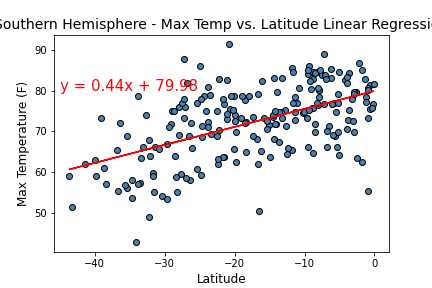 Southern Hemisphere - Max Temp vs. Latitude Linear
y = 0.44x + 79.98
Max Temperature (F)
90
80
70
60
50
−40
−30
−20
−10
0
Latitude